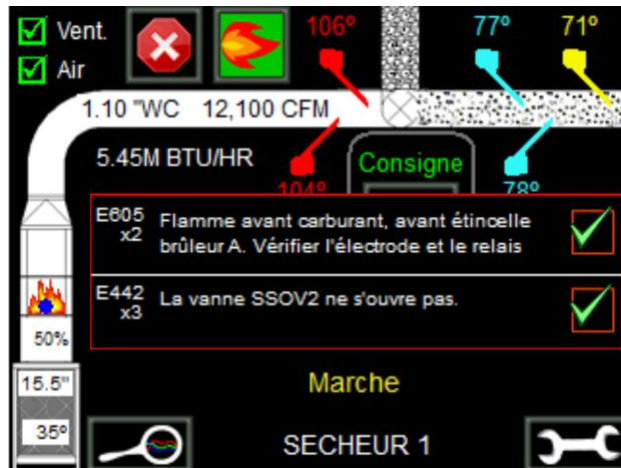 Vent.
Air
106º
77º
71º
1.10 "WC 12,100 CFM
5.45M BTU/HR
Consigne
104º
78º
E605 Flamme avant carburant, avant étincelle
x2 brûleur A. Vérifier l'électrode et le relais
E442 La vanne SSOV2 ne s'ouvre pas.
x3
50%
15.5"
Marche
35º
SECHEUR 1